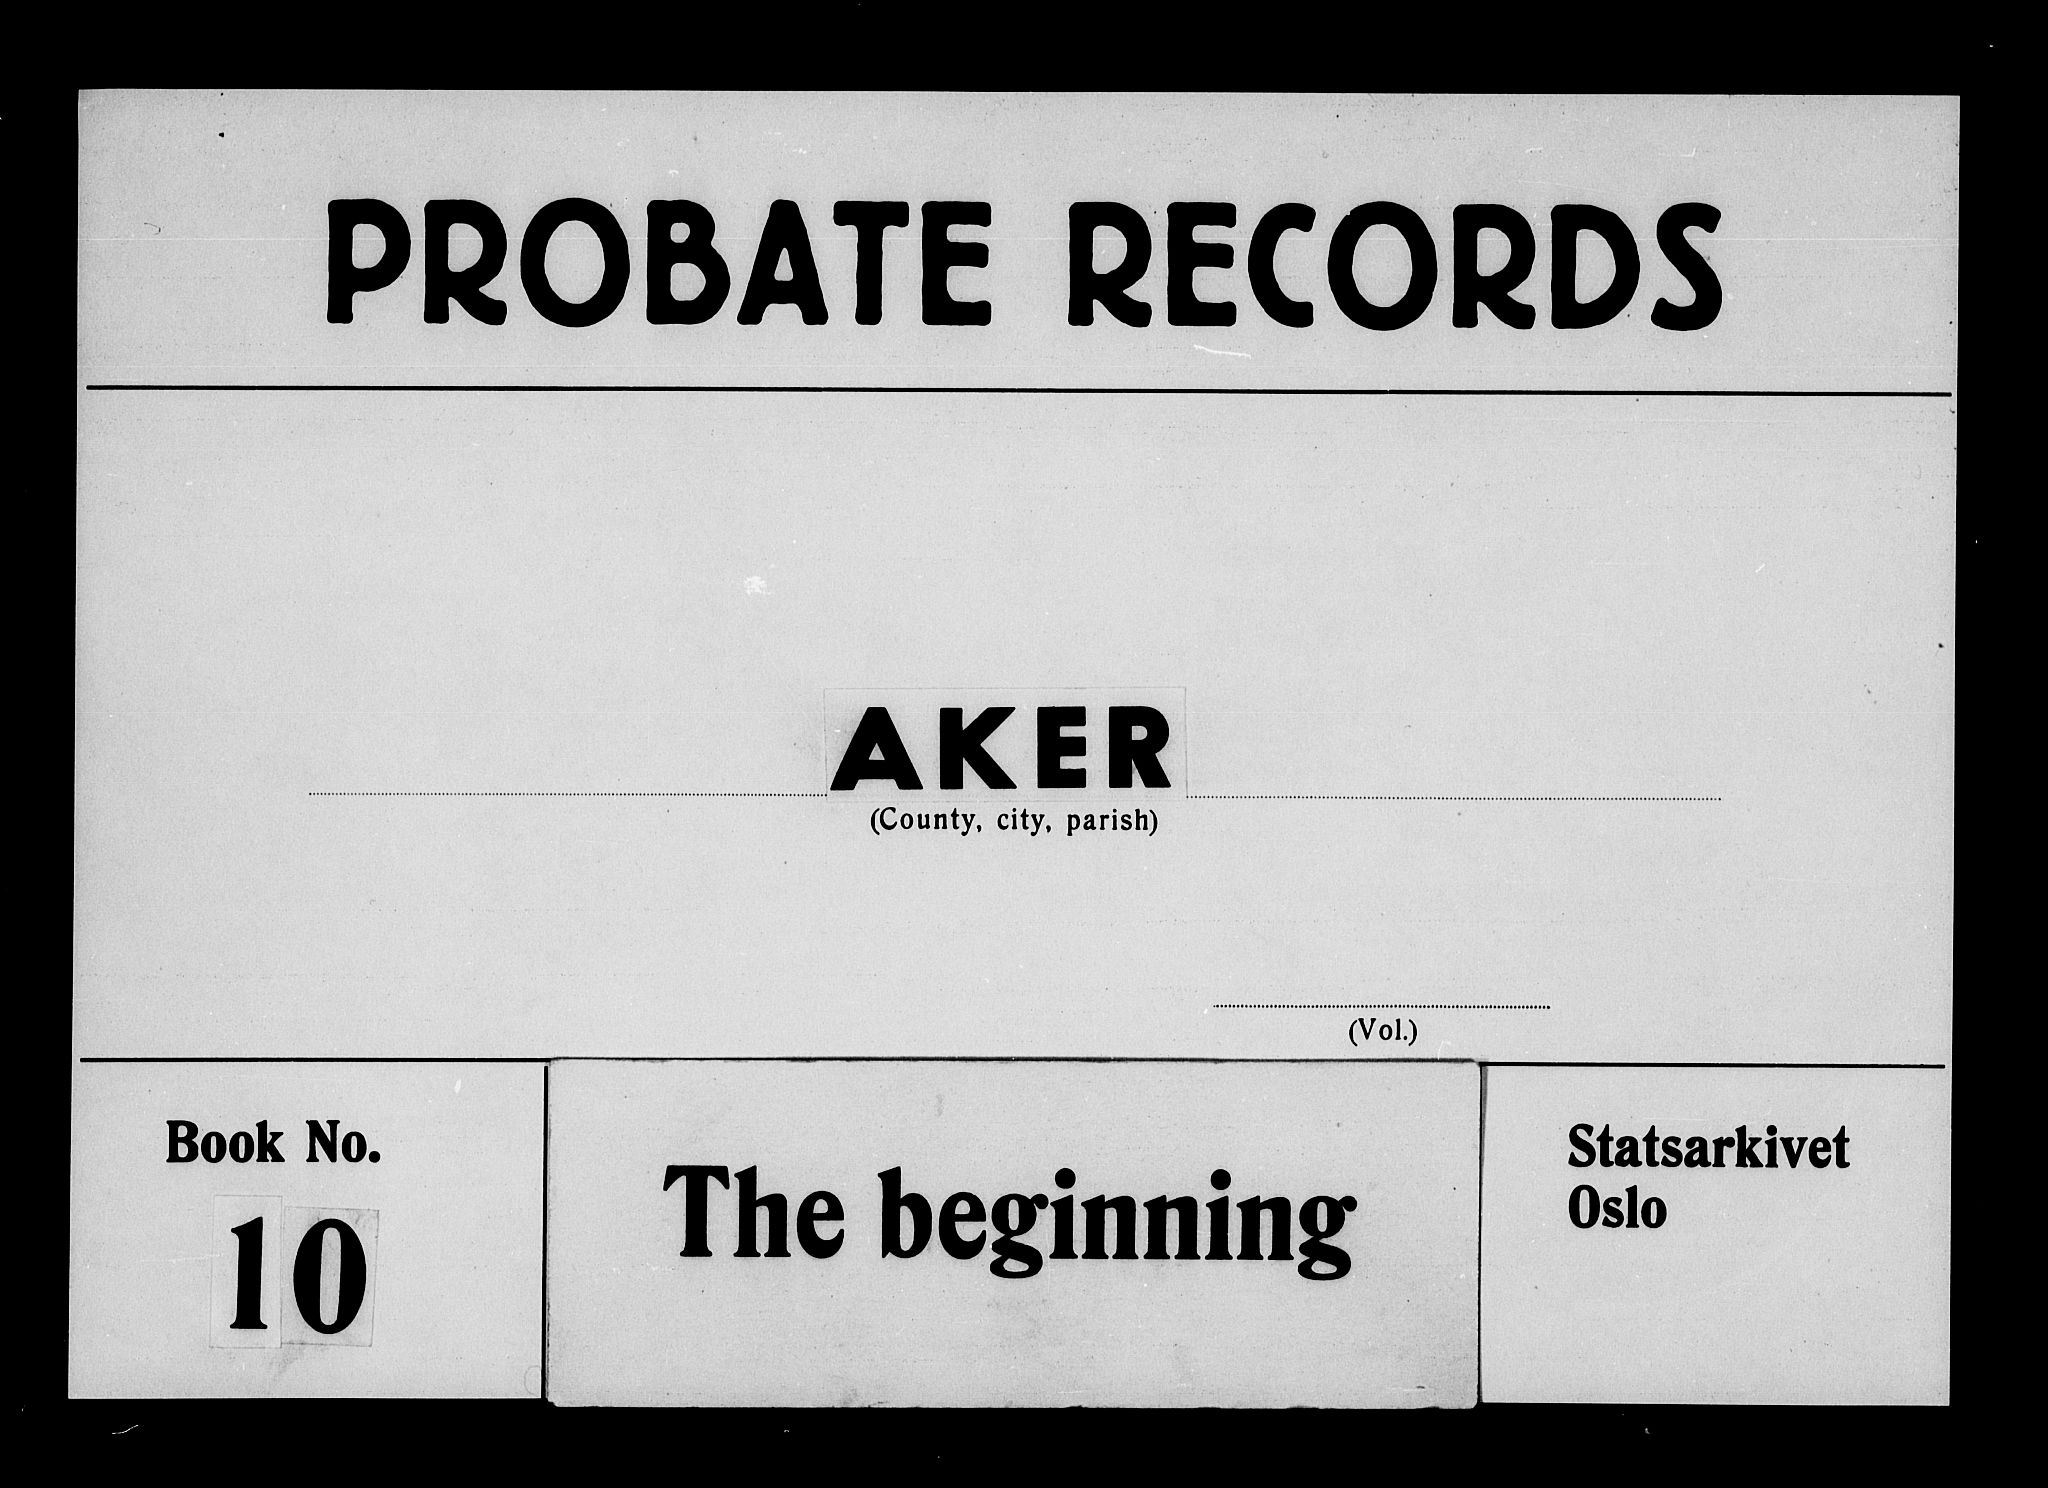 PROBATE RECORDS
AKER
(County, city, parish)
(Vol.)
Book No.
10
The beginning
Statsarkivet
Oslo